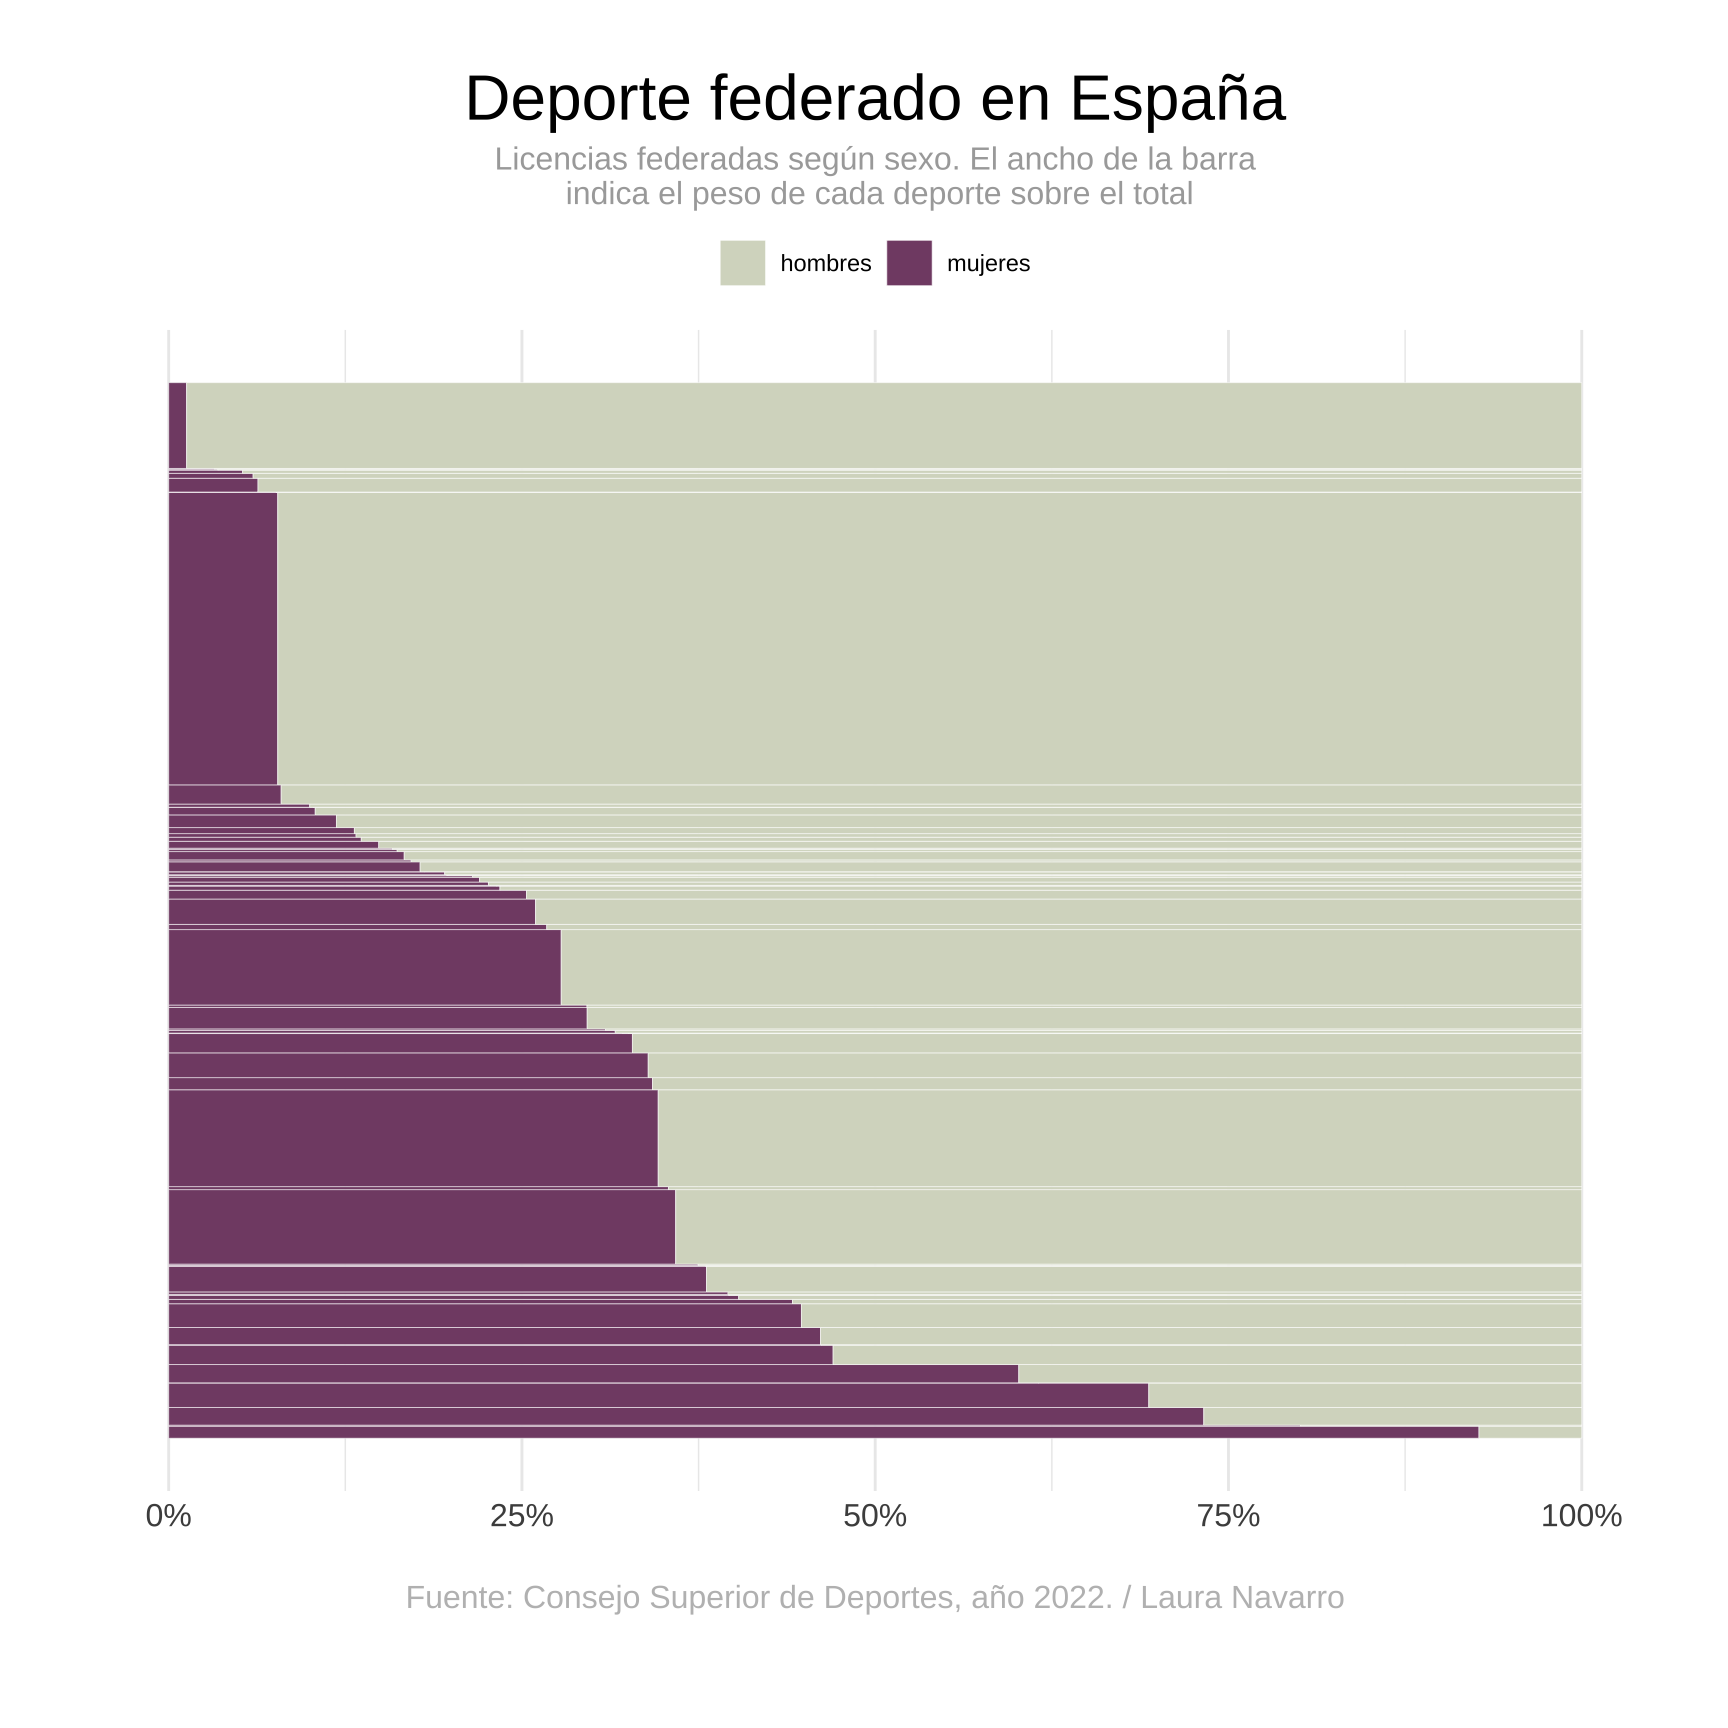 Deporte federado en España
Licencias federadas según sexo. El ancho de la barra
indica el peso de cada deporte sobre el total
hombres mujeres
0% 25% 50% 75% 100%
Fuente: Consejo Superior de Deportes, año 2022. / Laura Navarro